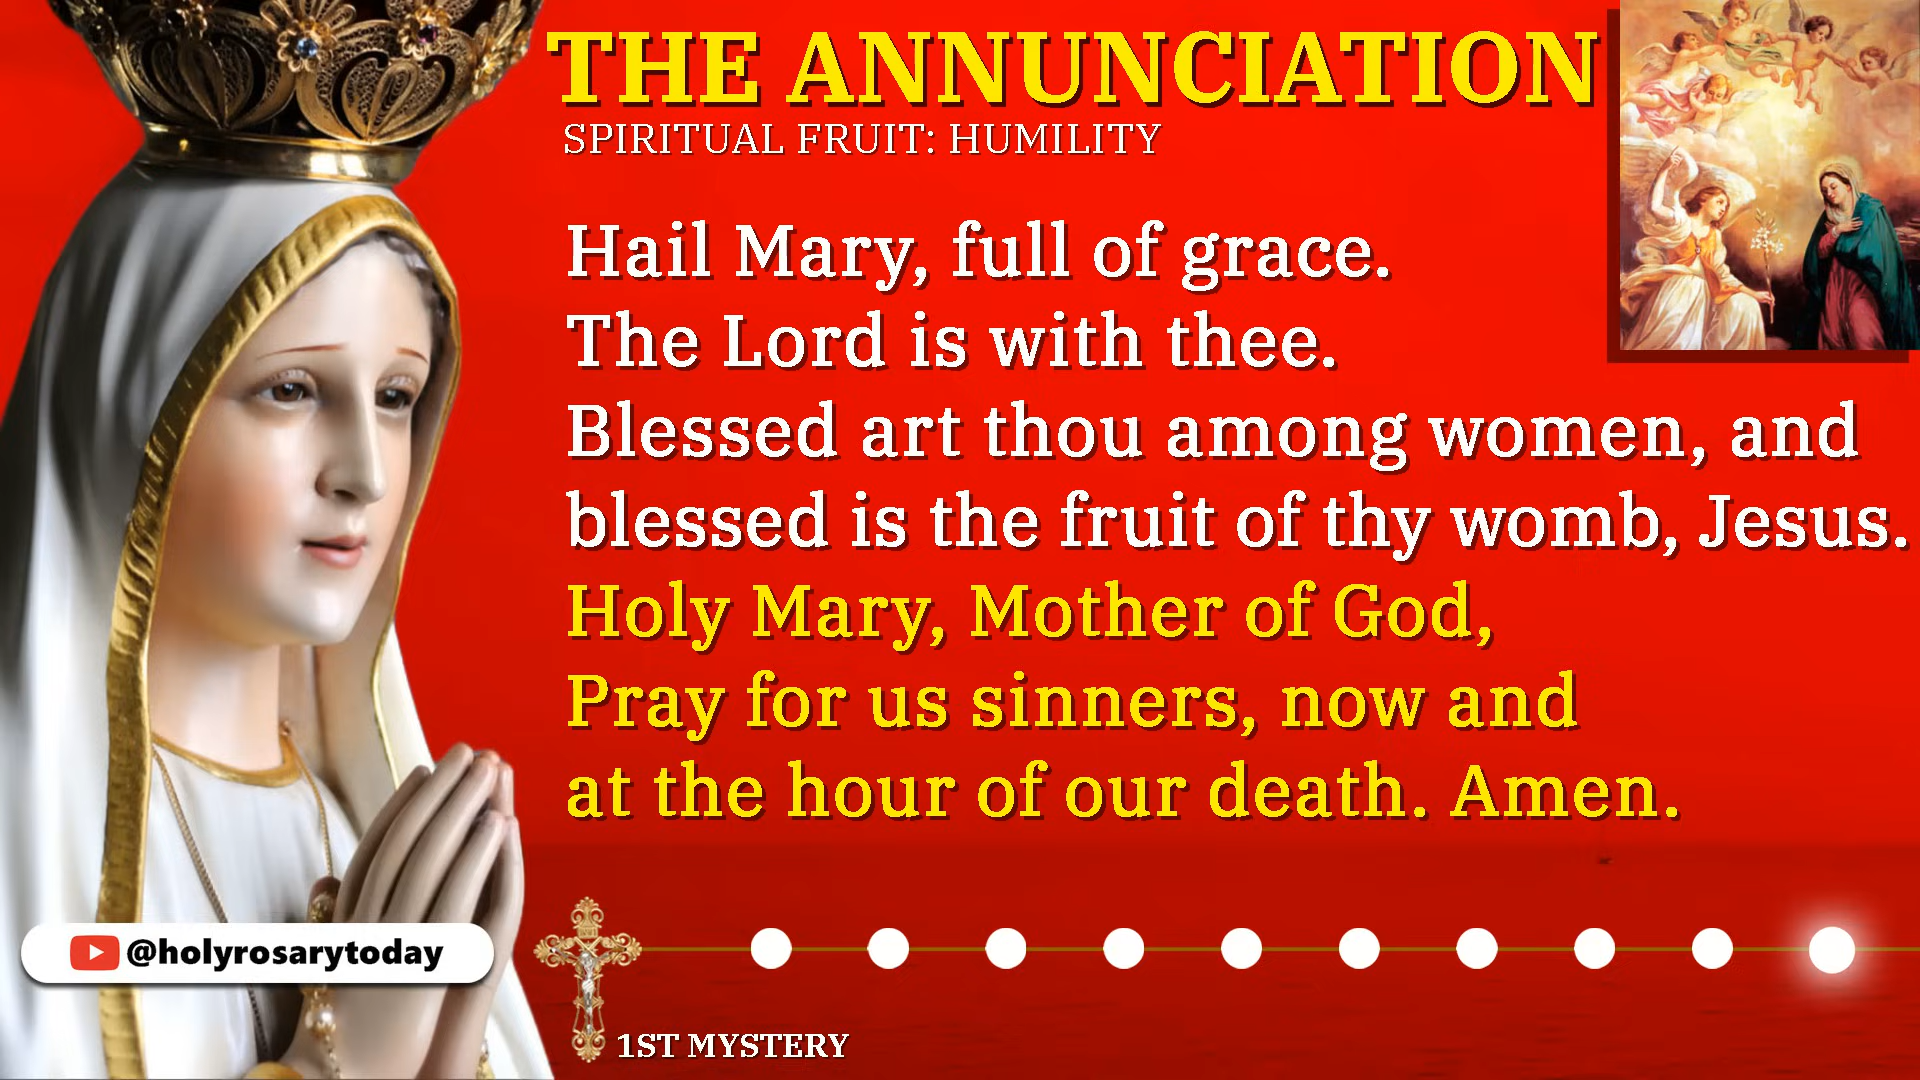 THE ANNUNCIATION
SPIRITUAL FRUIT: HUMILITY
Hail Mary, full of grace.
The Lord is with thee.
Blessed art thou among women, and
blessed is the fruit of thy womb, Jesus.
Holy Mary, Mother of God,
Pray for us sinners, now and
at the hour of our death. Amen.
@holyrosarytoday
1ST MYSTERY